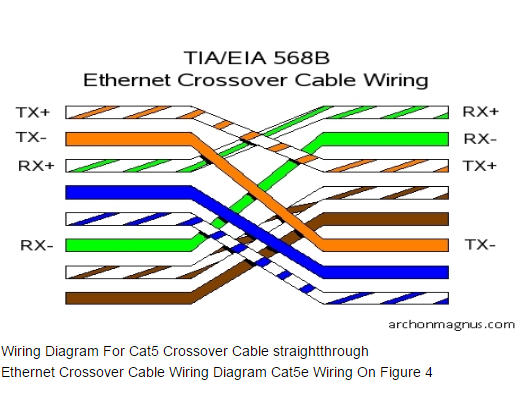 TIA/EIA 568B
Ethernet Crossover Cable Wiring
TX+ RX+
TX- RX-
RX+ TX+
RX- TX-
archonmagnus.com
Wiring Diagram For Cat5 Crossover Cable straightthrough
Ethernet Crossover Cable Wiring Diagram Cat5e Wiring On Figure 4